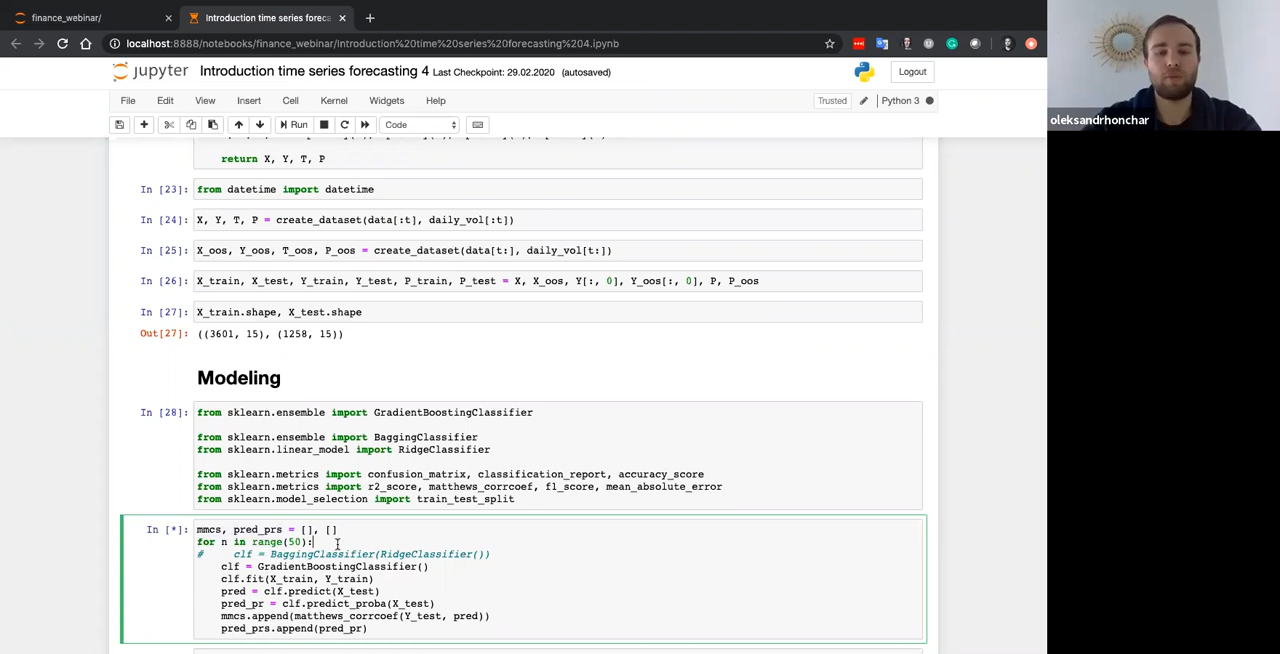 finance_webinar/
Introduction time series foreca
localhost:8888/notebooks/finance_webinar/Introduction%20time%20series%20forecasting%204.ipynb
jupyter Introduction time series forecasting 4 Last Checkpoint: 29.02.2020 (autosaved)
Logout
File Edit View Insert Cell Kernel Widgets Help
Trusted Python 3
Run Code
return X, Y, T, P
In [23]: from datetime import datetime
In [24]: X, Y, T, P = create_dataset(data[:t], daily_vol[:t])
In [25]: X_oos, Y_oos, T_oos, P_oos = create_dataset(data[t:], daily_vol[t:])
In [26]: X_train, X_test, Y_train, Y_test, P_train, P_test = X, X_oos, Y[:, 0], Y_oos[:, 0], P, P_oos
In [27]: X_train.shape, X_test.shape
Out[27]: ((3601, 15), (1258, 15))
Modeling
In [28]: from sklearn.ensemble import GradientBoostingClassifier
from sklearn.ensemble import BaggingClassifier
from sklearn.linear_model import RidgeClassifier
from sklearn.metrics import confusion_matrix, classification_report, accuracy_score
from sklearn.metrics import r2_score, matthews_corrcoef, f1_score, mean_absolute_error
from sklearn.model_selection import train_test_split
In [*]: mmcs, pred_prs = [], []
for n in range(50):
# clf = BaggingClassifier(RidgeClassifier())
clf = GradientBoostingClassifier()
clf.fit(X_train, Y_train)
pred = clf.predict(X_test)
pred_pr = clf.predict_proba(X_test)
mmcs.append(matthews_corrcoef(Y_test, pred))
pred_prs.append(pred_pr)
oleksandrhonchar